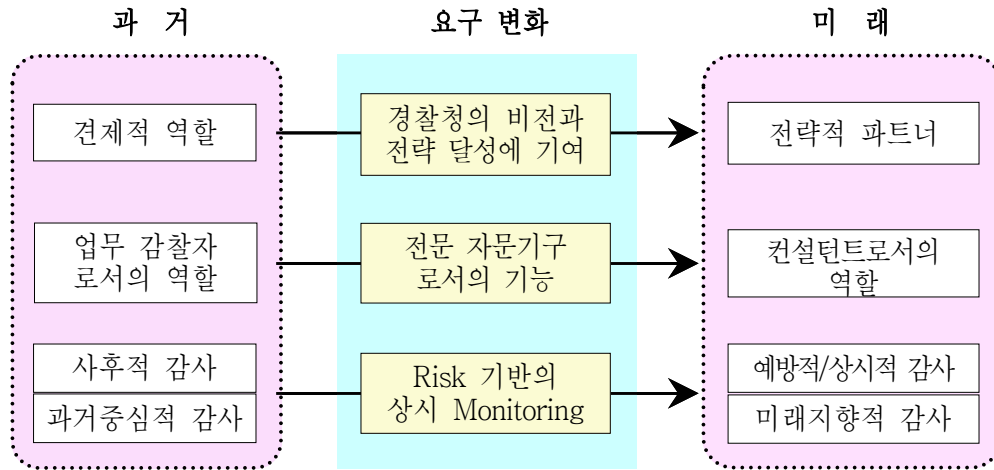 과 거
요구 변화
미 래
견제적 역할
경찰청의 비전과
전략 달성에 기여
전략적 파트너
업무 감찰자
로서의 역할
전문 자문기구
로서의 기능
컨설턴트로서의
역할
사후적 감사
과거중심적 감사
Risk 기반의
상시 Monitoring
예방적/상시적 감사
미래지향적 감사